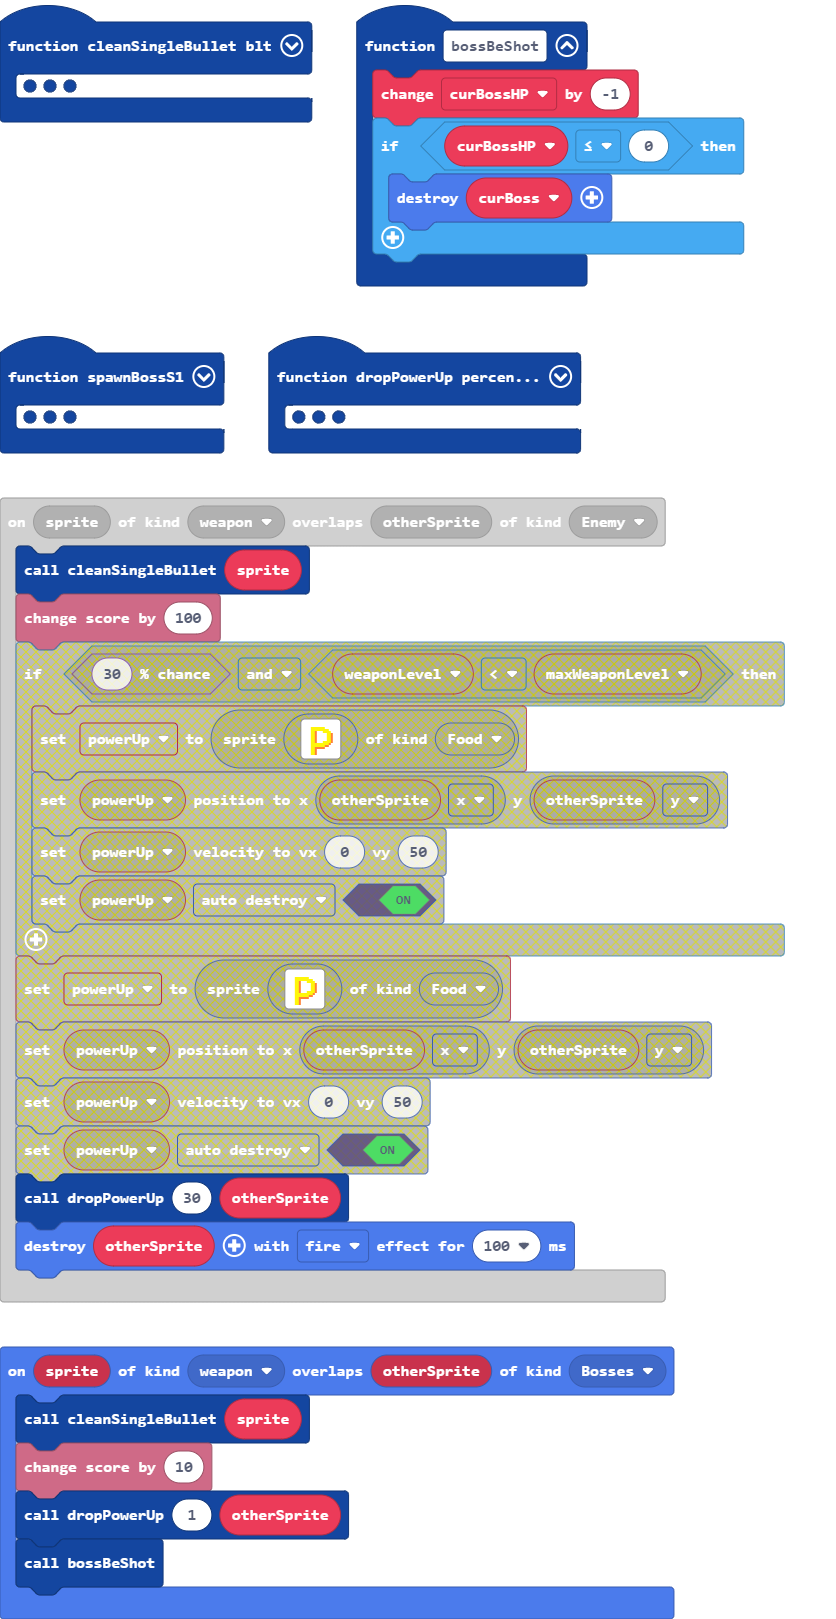 function cleanSingleBullet blt
function bossBeShot
change curBossHP by -1
if curBossHP ≤ 0 then
destroy curBoss
function spawnBossS1
function dropPowerUp percen...
on sprite of kind weapon overlaps otherSprite of kind Enemy
call cleanSingleBullet sprite
change score by 100
if 30 % chance and weaponLevel < maxWeaponLevel then
set powerUp to sprite P of kind Food
set powerUp position to x otherSprite x y otherSprite y
set powerUp velocity to vx 0 vy 50
set powerUp auto destroy ON
set powerUp to sprite P of kind Food
set powerUp position to x otherSprite x y otherSprite y
set powerUp velocity to vx 0 vy 50
set powerUp auto destroy ON
call dropPowerUp 30 otherSprite
destroy otherSprite with fire effect for 100 ms
on sprite of kind weapon overlaps otherSprite of kind Bosses
call cleanSingleBullet sprite
change score by 10
call dropPowerUp 1 otherSprite
call bossBeShot